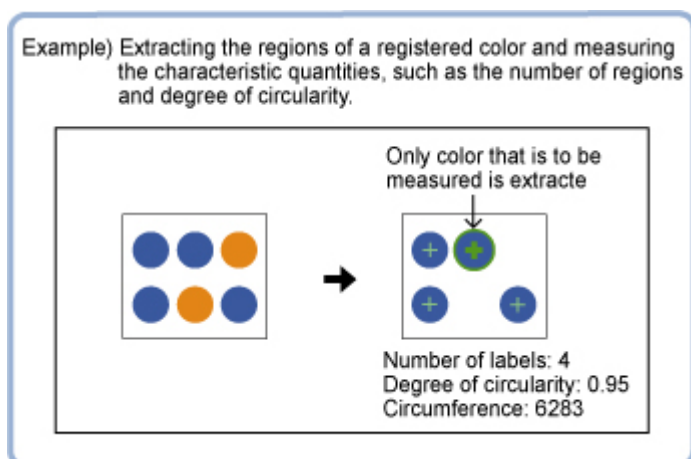 Example) Extracting the regions of a registered color and measuring
the characteristic quantities, such as the number of regions
and degree of circularity.
Only color that is to be
measured is extracte
Number of labels: 4
Degree of circularity: 0.95
Circumference: 6283